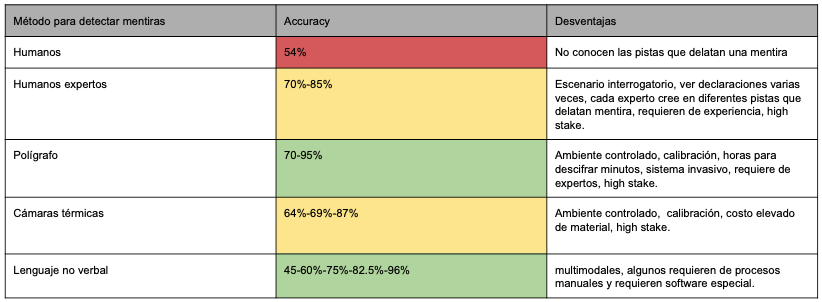 Método para detectar mentiras
Accuracy
Desventajas
Humanos
54%
No conocen las pistas que delatan una mentira
Humanos expertos
70%-85%
Escenario interrogatorio, ver declaraciones varias
veces, cada experto cree en diferentes pistas que
delatan mentira, requieren de experiencia, high
stake.
Polígrafo
70-95%
Ambiente controlado, calibración, horas para
descifrar minutos, sistema invasivo, requiere de
expertos, high stake.
Cámaras térmicas
64%-69%-87%
Ambiente controlado,  calibración, costo elevado
de material, high stake.
Lenguaje no verbal
45-60%-75%-82.5%-96%
multimodales, algunos requieren de procesos
manuales y requieren software especial.